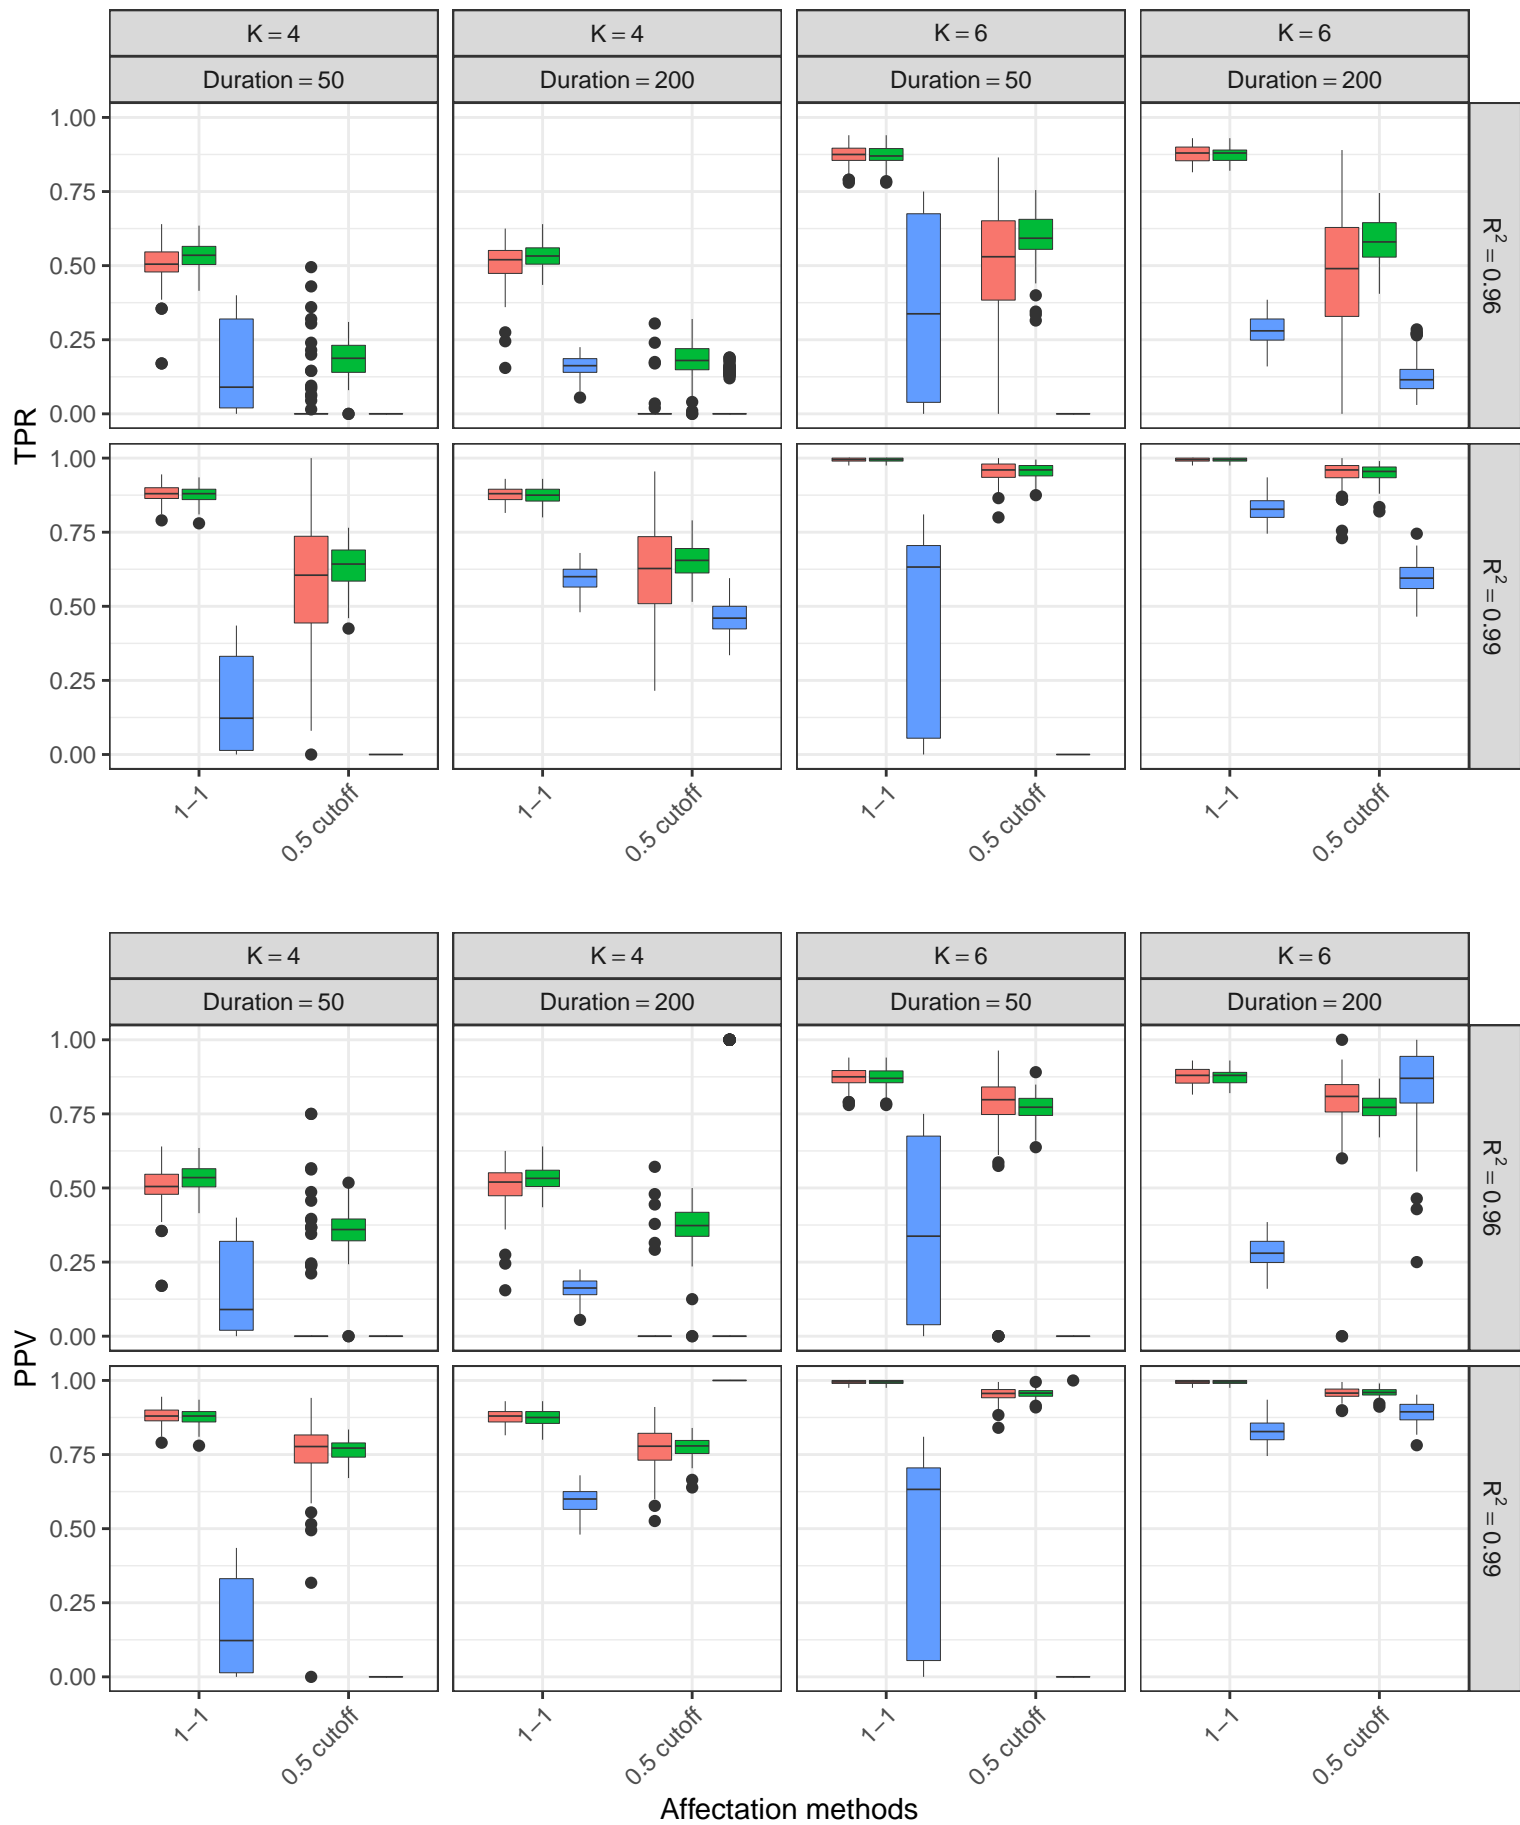 K = 4 K = 4 K = 6 K = 6
Duration = 50 Duration = 200 Duration = 50 Duration = 200
TPR
1.00
0.75
0.50
0.25
0.00
R² = 0.96
1.00
0.75
0.50
0.25
0.00
R² = 0.99
1−1 0.5 cutoff 1−1 0.5 cutoff 1−1 0.5 cutoff 1−1 0.5 cutoff
K = 4 K = 4 K = 6 K = 6
Duration = 50 Duration = 200 Duration = 50 Duration = 200
PPV
1.00
0.75
0.50
0.25
0.00
R² = 0.96
1.00
0.75
0.50
0.25
0.00
R² = 0.99
1−1 0.5 cutoff 1−1 0.5 cutoff 1−1 0.5 cutoff 1−1 0.5 cutoff
Affectation methods